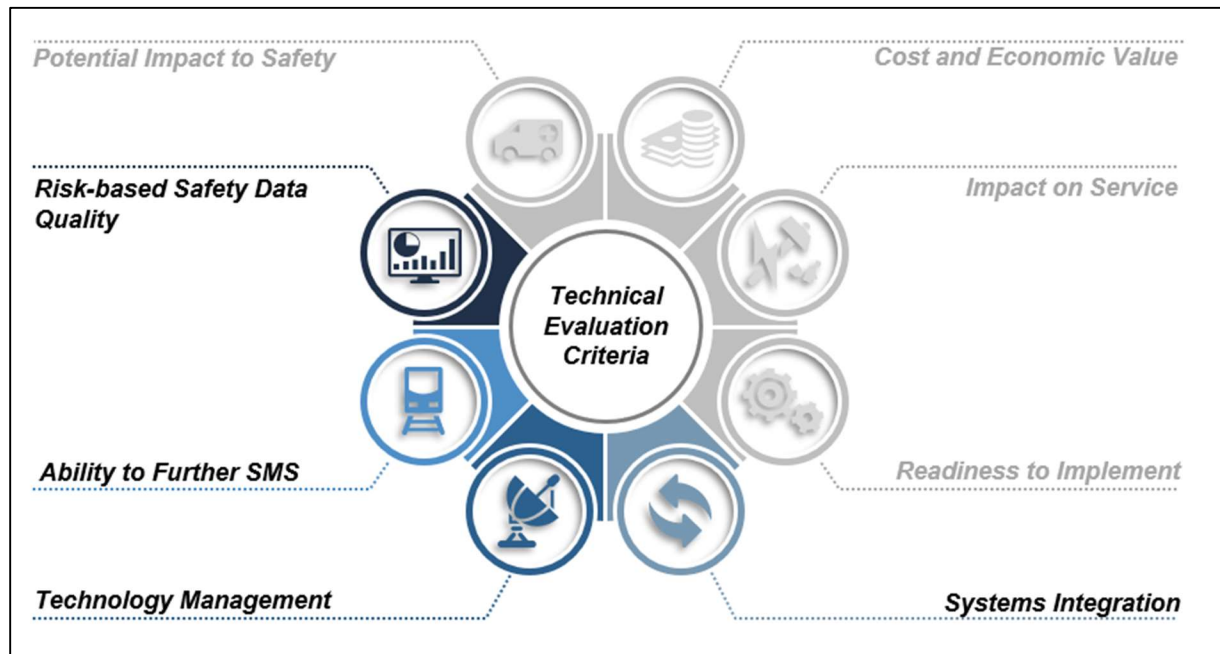 Potential Impact to Safety
Cost and Economic Value
Risk-based Safety Data
Quality
Impact on Service
Technical
Evaluation
Criteria
Ability to Further SMS
Readiness to Implement
Technology Management
Systems Integration